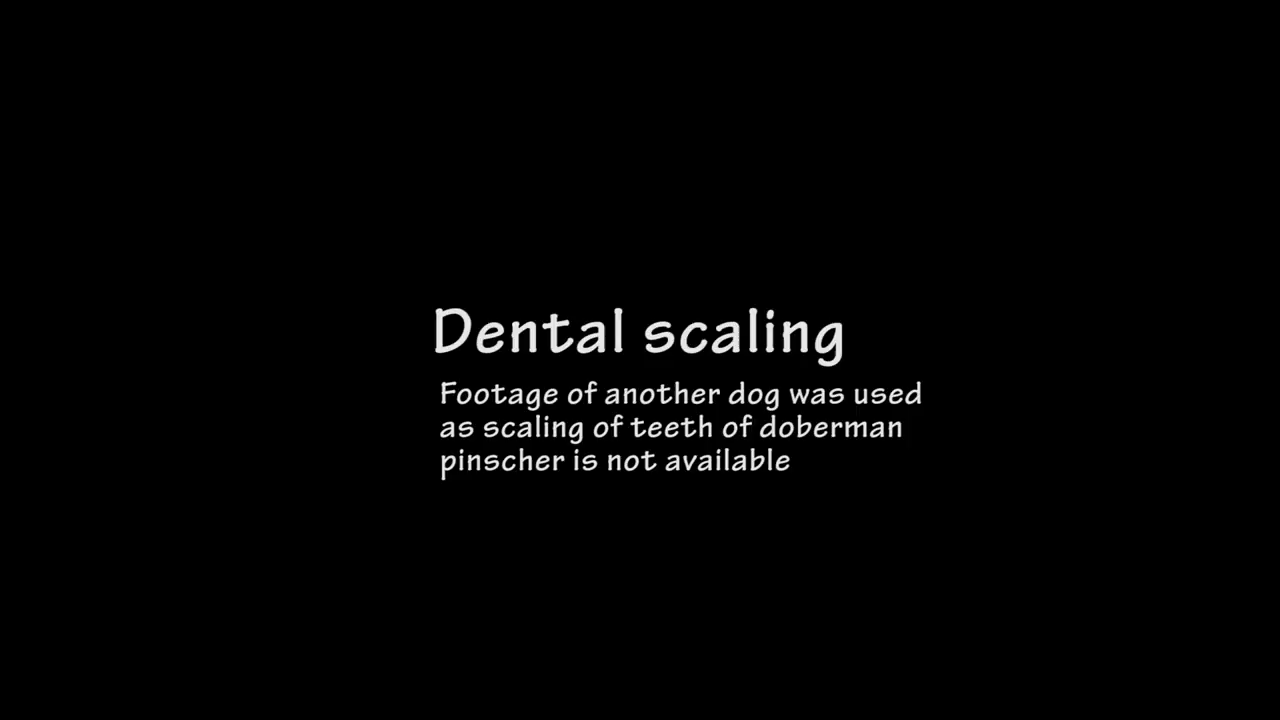 Dental scaling
Footage of another dog was used
as scaling of teeth of doberman
pinscher is not available